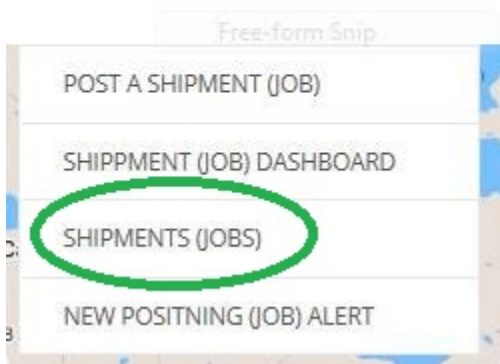 Free-form Snip
POST A SHIPMENT (JOB)
SHIPPMENT (JOB) DASHBOARD
SHIPMENTS (JOBS)
NEW POSITNING (JOB) ALERT